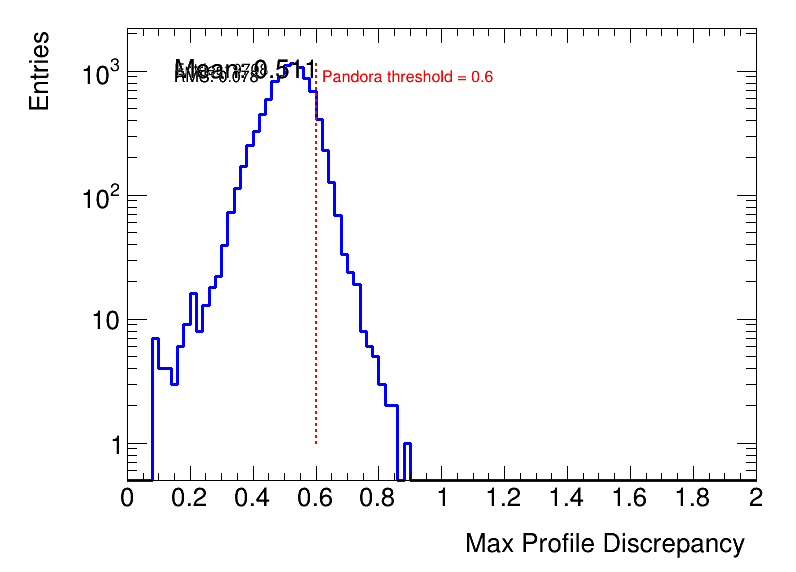 Entries
10³
10²
10
1
Mean: 0.511
RMS: 0.078
Pandora threshold = 0.6
0 0.2 0.4 0.6 0.8 1 1.2 1.4 1.6 1.8 2
Max Profile Discrepancy